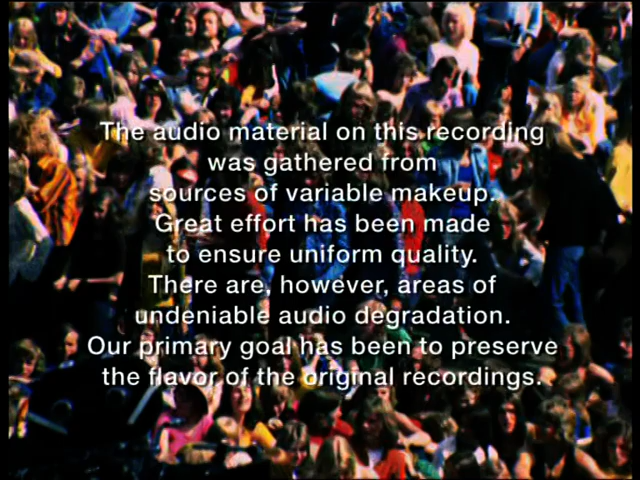 The audio material on this recording
was gathered from
sources of variable makeup.
Great effort has been made
to ensure uniform quality.
There are, however, areas of
undeniable audio degradation.
Our primary goal has been to preserve
the flavor of the original recordings.